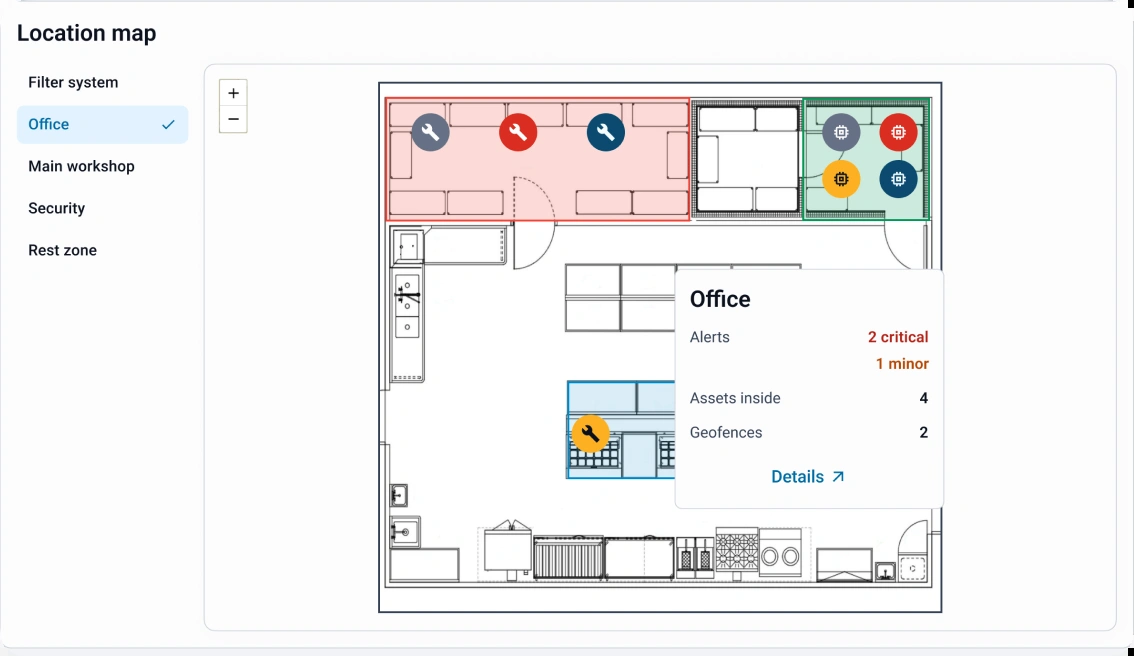 Location map
Filter system
Office
Main workshop
Security
Rest zone
+
−
Office
Alerts 2 critical
1 minor
Assets inside 4
Geofences 2
Details